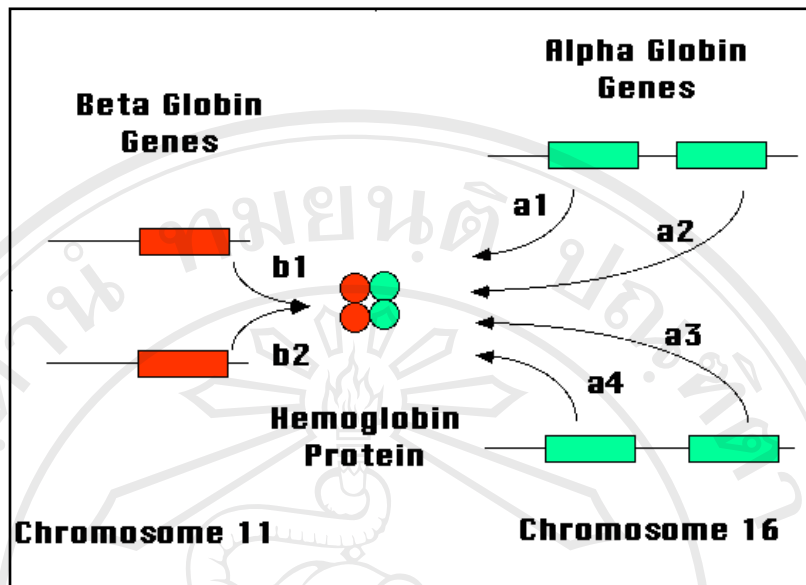 Alpha Globin
Genes
Beta Globin
Genes
a1
a2
b1
b2
a3
a4
Hemoglobin
Protein
Chromosome 11
Chromosome 16